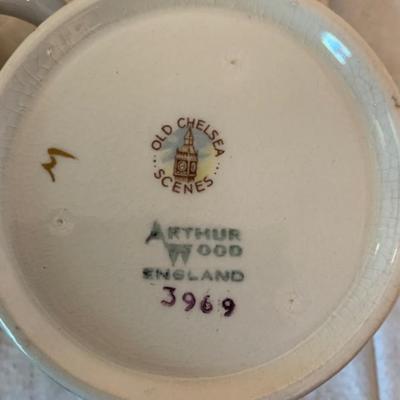 OLD CHELSEA
SCENES
ARTHUR
WOOD
ENGLAND
3969